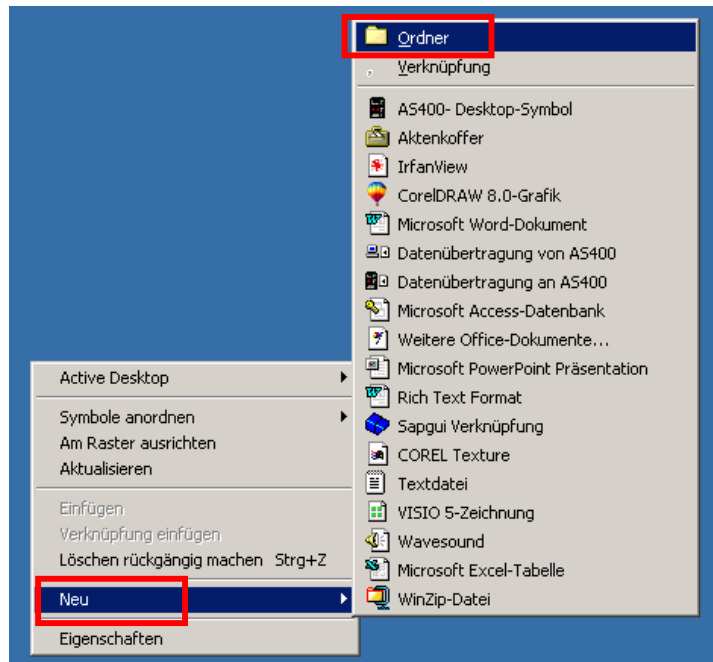 Ordner
Verknüpfung
AS400- Desktop-Symbol
Aktenkoffer
IrfanView
CorelDRAW 8.0-Grafik
Microsoft Word-Dokument
Datenübertragung von AS400
Datenübertragung an AS400
Microsoft Access-Datenbank
Weitere Office-Dokumente...
Microsoft PowerPoint Präsentation
Rich Text Format
Sapgui Verknüpfung
COREL Texture
Textdatei
VISIO 5-Zeichnung
Wavesound
Microsoft Excel-Tabelle
WinZip-Datei
Active Desktop
Symbole anordnen
Am Raster ausrichten
Aktualisieren
Einfügen
Verknüpfung einfügen
Löschen rückgängig machen Strg+Z
Neu
Eigenschaften